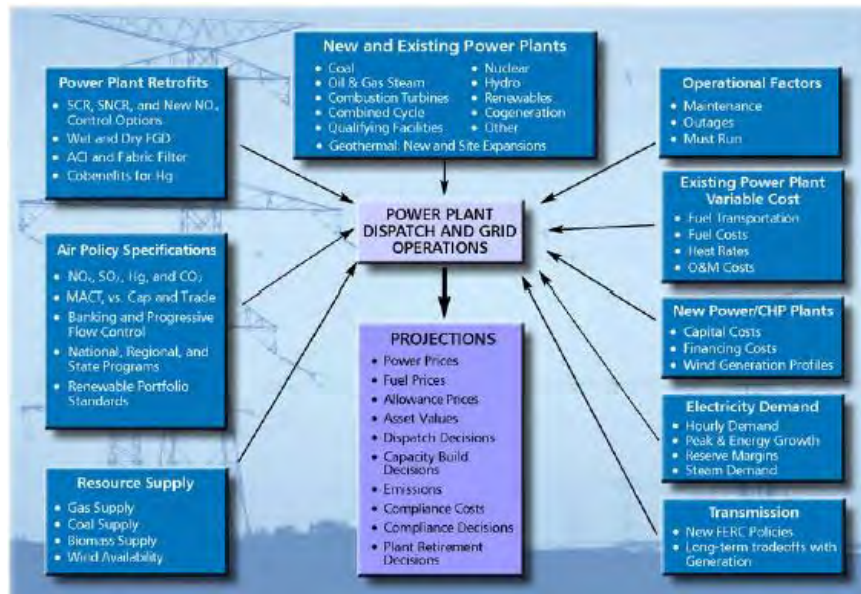 New and Existing Power Plants
• Coal
• Oil & Gas Steam
• Combustion Turbines
• Combined Cycle
• Qualifying Facilities
• Geothermal: New and Site Expansions
• Nuclear
• Hydro
• Renewables
• Cogeneration
• Other
Power Plant Retrofits
• SCR, SNCR, and New NOₓ
Control Options
• Wet and Dry FGD
• ACI and Fabric Filter
• Cobenefits for Hg
Air Policy Specifications
• NOₓ, SO₂, Hg, and CO₂
• MACT, vs. Cap and Trade
• Banking and Progressive
Flow Control
• National, Regional, and
State Programs
• Renewable Portfolio
Standards
Resource Supply
• Gas Supply
• Coal Supply
• Biomass Supply
• Wind Availability
POWER PLANT
DISPATCH AND GRID
OPERATIONS
PROJECTIONS
• Power Prices
• Fuel Prices
• Allowance Prices
• Asset Values
• Dispatch Decisions
• Capacity Build
Decisions
• Emissions
• Compliance Costs
• Compliance Decisions
• Plant Retirement
Decisions
Operational Factors
• Maintenance
• Outages
• Must Run
Existing Power Plant
Variable Cost
• Fuel Transportation
• Fuel Costs
• Heat Rates
• O&M Costs
New Power/CHP Plants
• Capital Costs
• Financing Costs
• Wind Generation Profiles
Electricity Demand
• Hourly Demand
• Peak & Energy Growth
• Reserve Margins
• Steam Demand
Transmission
• New FERC Policies
• Long-term tradeoffs with
Generation